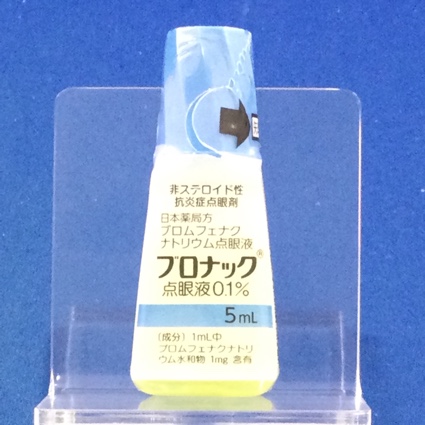 非ステロイド性
抗炎症点眼剤
日本薬局方
ブロムフェナク
ナトリウム点眼液
ブロナック®
点眼液0.1%
5mL
(成分) 1mL中
ブロムフェナクナトリ
ウム水和物 1mg 含有